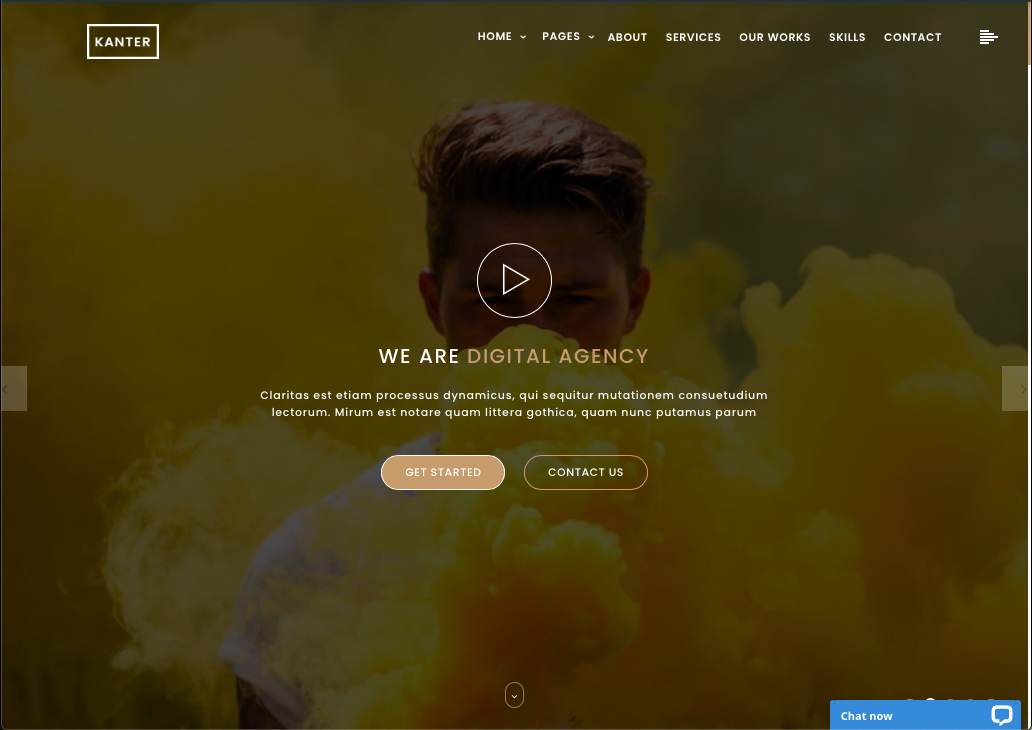 KANTER
HOME PAGES ABOUT SERVICES OUR WORKS SKILLS CONTACT
WE ARE DIGITAL AGENCY
Claritas est etiam processus dynamicus, qui sequitur mutationem consuetudium
lectorum. Mirum est notare quam littera gothica, quam nunc putamus parum
GET STARTED CONTACT US
Chat now